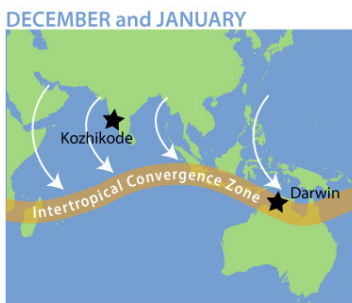 DECEMBER and JANUARY
Kozhikode
Darwin
Intertropical Convergence Zone